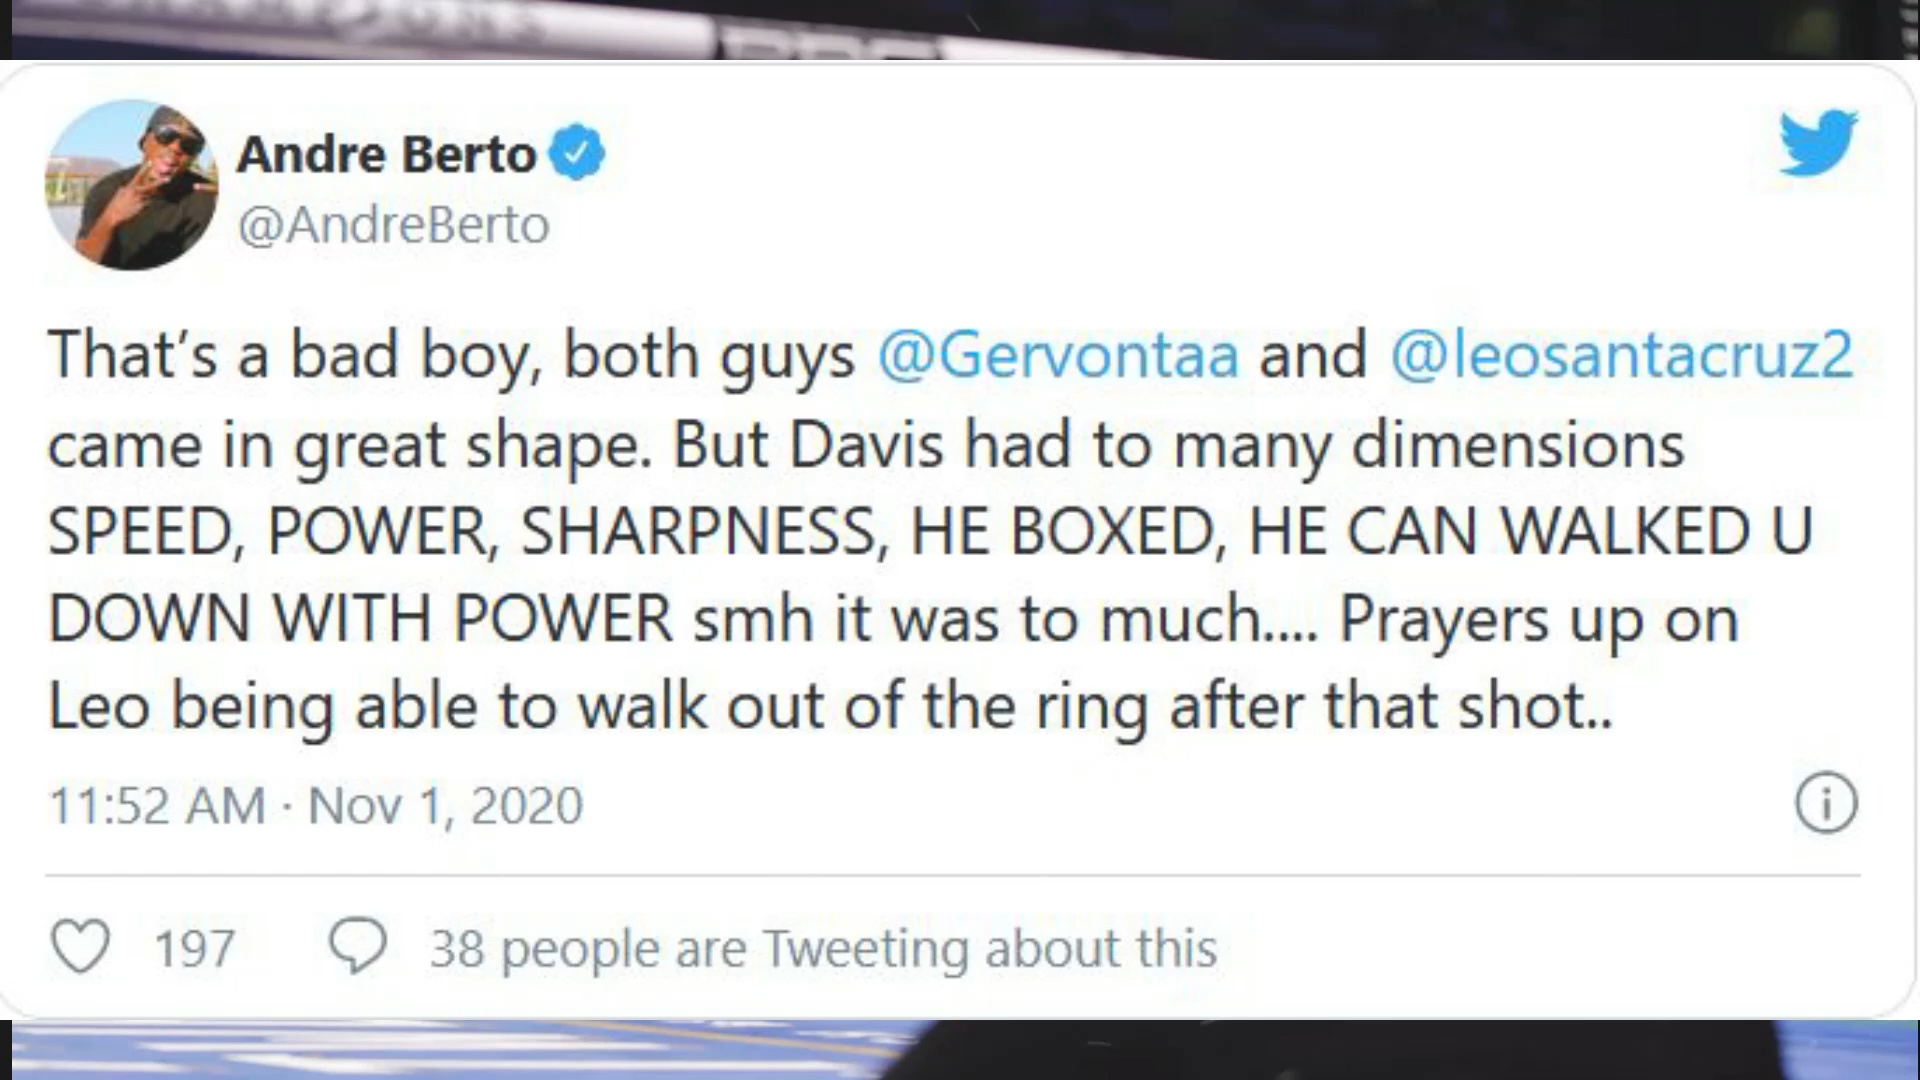 Andre Berto
@AndreBerto
That’s a bad boy, both guys @Gervontaa and @leosantacruz2
came in great shape. But Davis had to many dimensions
SPEED, POWER, SHARPNESS, HE BOXED, HE CAN WALKED U
DOWN WITH POWER smh it was to much.... Prayers up on
Leo being able to walk out of the ring after that shot..
11:52 AM · Nov 1, 2020
197 38 people are Tweeting about this